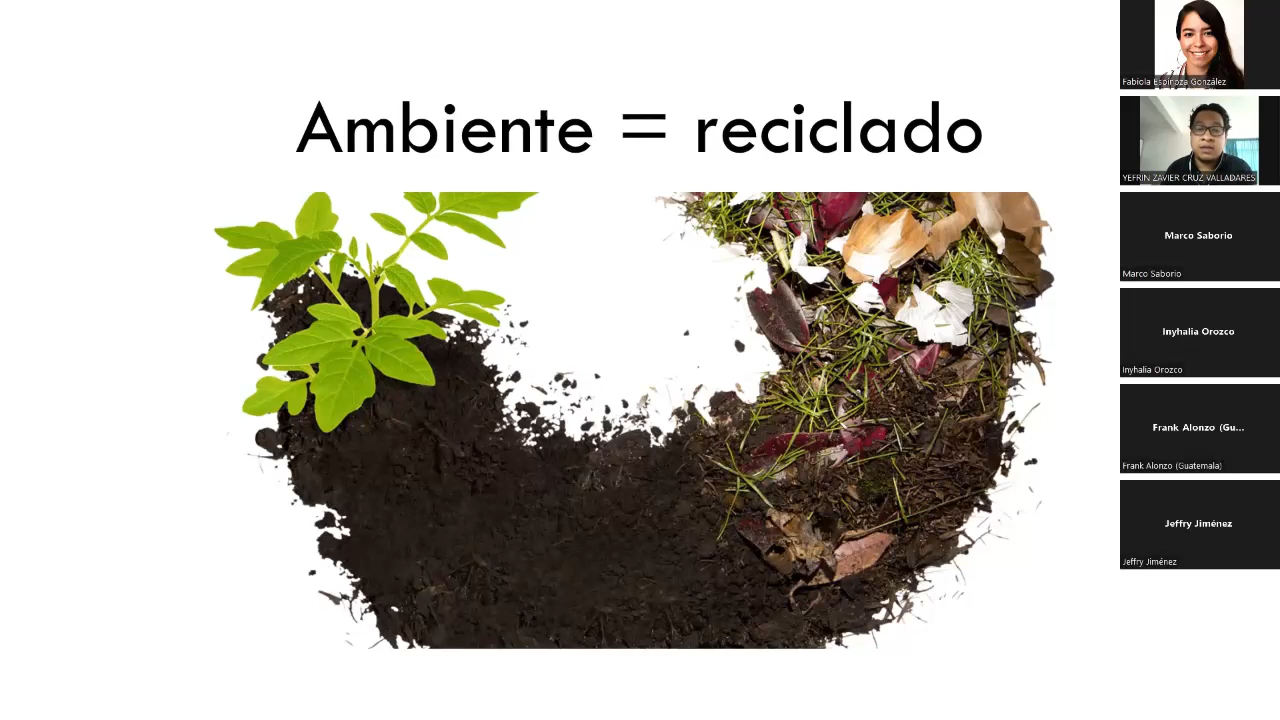 Ambiente = reciclado
Fabiola Espinoza González
YEFRIN ZAVIER CRUZ VALLADARES
Marco Saborio
Marco Saborio
Inyhalia Orozco
Inyhalia Orozco
Frank Alonzo (Gu...
Frank Alonzo (Guatemala)
Jeffry Jiménez
Jeffry Jiménez